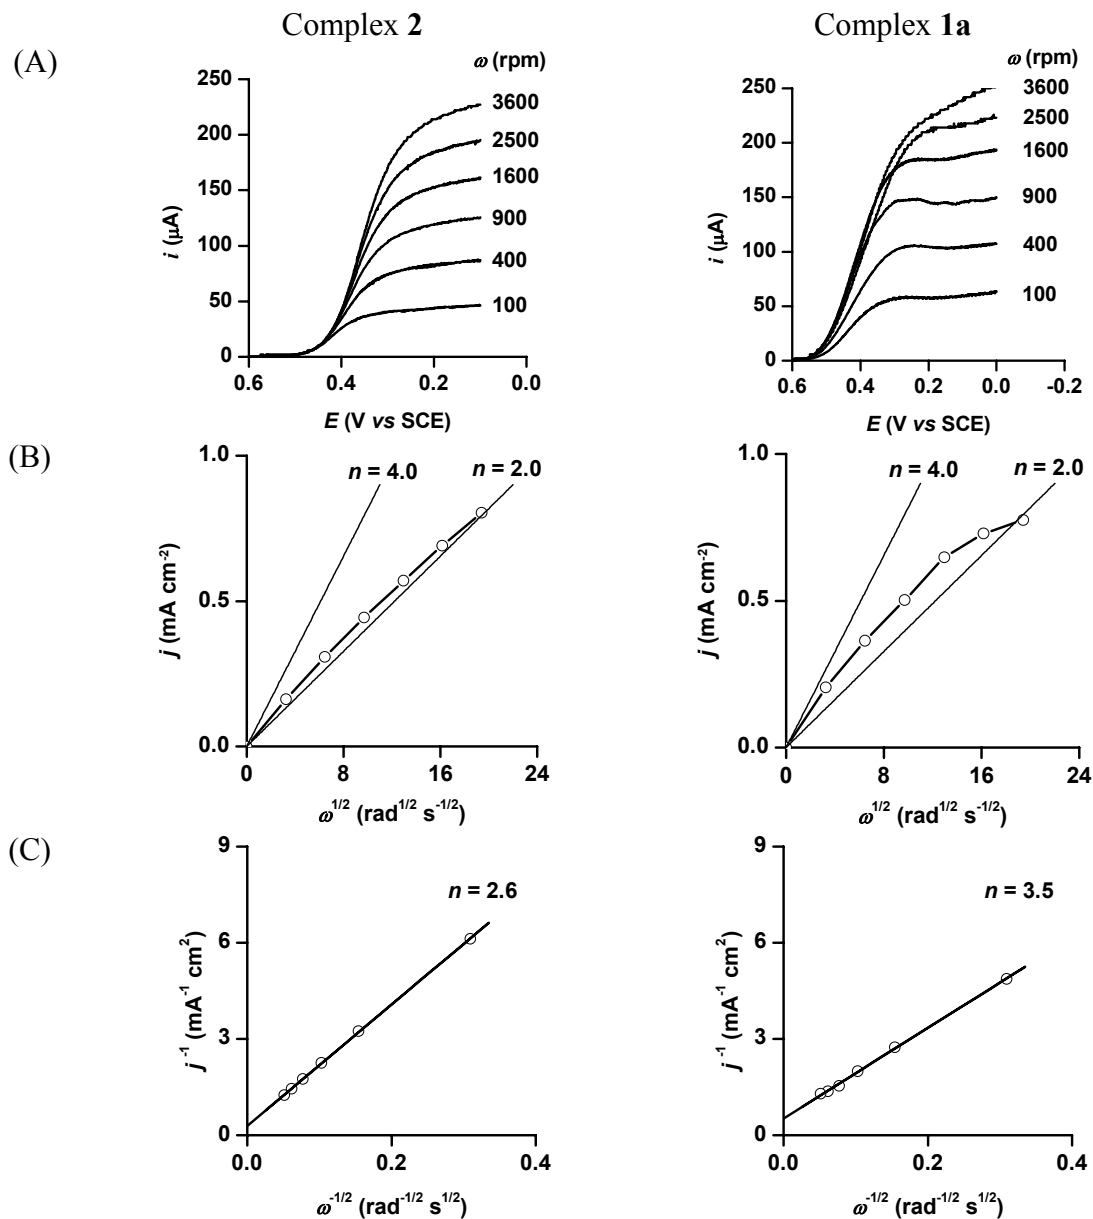 Complex 2
Complex 1a
(A)
ω (rpm)
250
200
150
100
50
0
i (μA)
3600
2500
1600
900
400
100
0.6
0.4
0.2
0.0
E (V vs SCE)
ω (rpm)
250
200
150
100
50
0
i (μA)
3600
2500
1600
900
400
100
0.6
0.4
0.2
0.0
-0.2
E (V vs SCE)
(B)
1.0
0.5
0.0
j (mA cm-2)
n = 4.0
n = 2.0
0
8
16
24
ω1/2 (rad1/2 s-1/2)
1.0
0.5
0.0
j (mA cm-2)
n = 4.0
n = 2.0
0
8
16
24
ω1/2 (rad1/2 s-1/2)
(C)
9
6
3
0
j -1 (mA-1 cm2)
n = 2.6
0.0
0.2
0.4
ω-1/2 (rad-1/2 s1/2)
9
6
3
0
j -1 (mA-1 cm2)
n = 3.5
0.0
0.2
0.4
ω-1/2 (rad-1/2 s1/2)